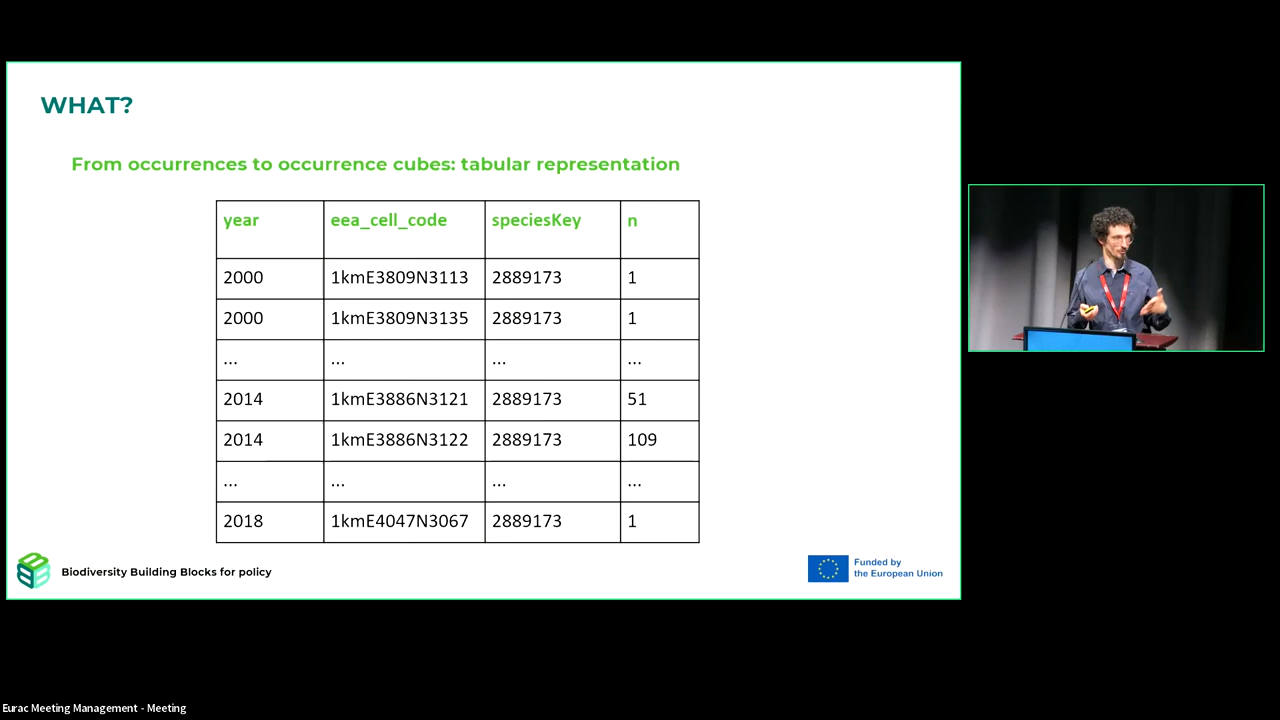 WHAT?
From occurrences to occurrence cubes: tabular representation
year eea_cell_code speciesKey n
2000 1kmE3809N3113 2889173 1
2000 1kmE3809N3135 2889173 1
... ... ... ...
2014 1kmE3886N3121 2889173 51
2014 1kmE3886N3122 2889173 109
... ... ... ...
2018 1kmE4047N3067 2889173 1
Biodiversity Building Blocks for policy
Funded by
the European Union
Eurac Meeting Management - Meeting